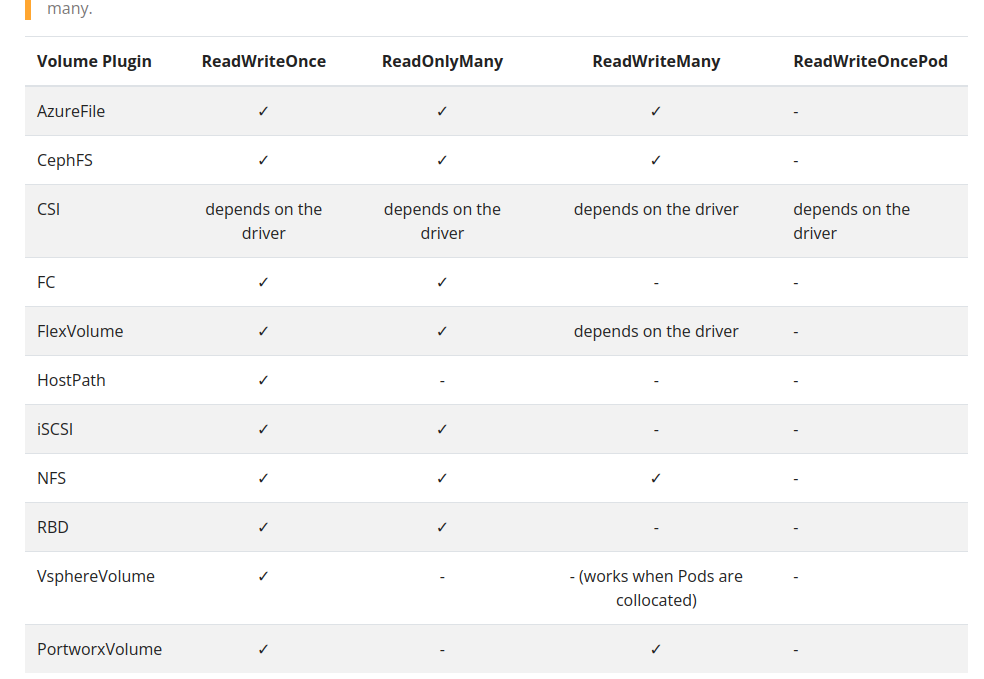 many.
Volume Plugin ReadWriteOnce ReadOnlyMany ReadWriteMany ReadWriteOncePod
AzureFile ✓ ✓ ✓ -
CephFS ✓ ✓ ✓ -
CSI depends on the depends on the depends on the driver depends on the
driver driver driver
FC ✓ ✓ - -
FlexVolume ✓ ✓ depends on the driver -
HostPath ✓ - - -
iSCSI ✓ ✓ - -
NFS ✓ ✓ ✓ -
RBD ✓ ✓ - -
VsphereVolume ✓ - - (works when Pods are -
collocated)
PortworxVolume ✓ - ✓ -